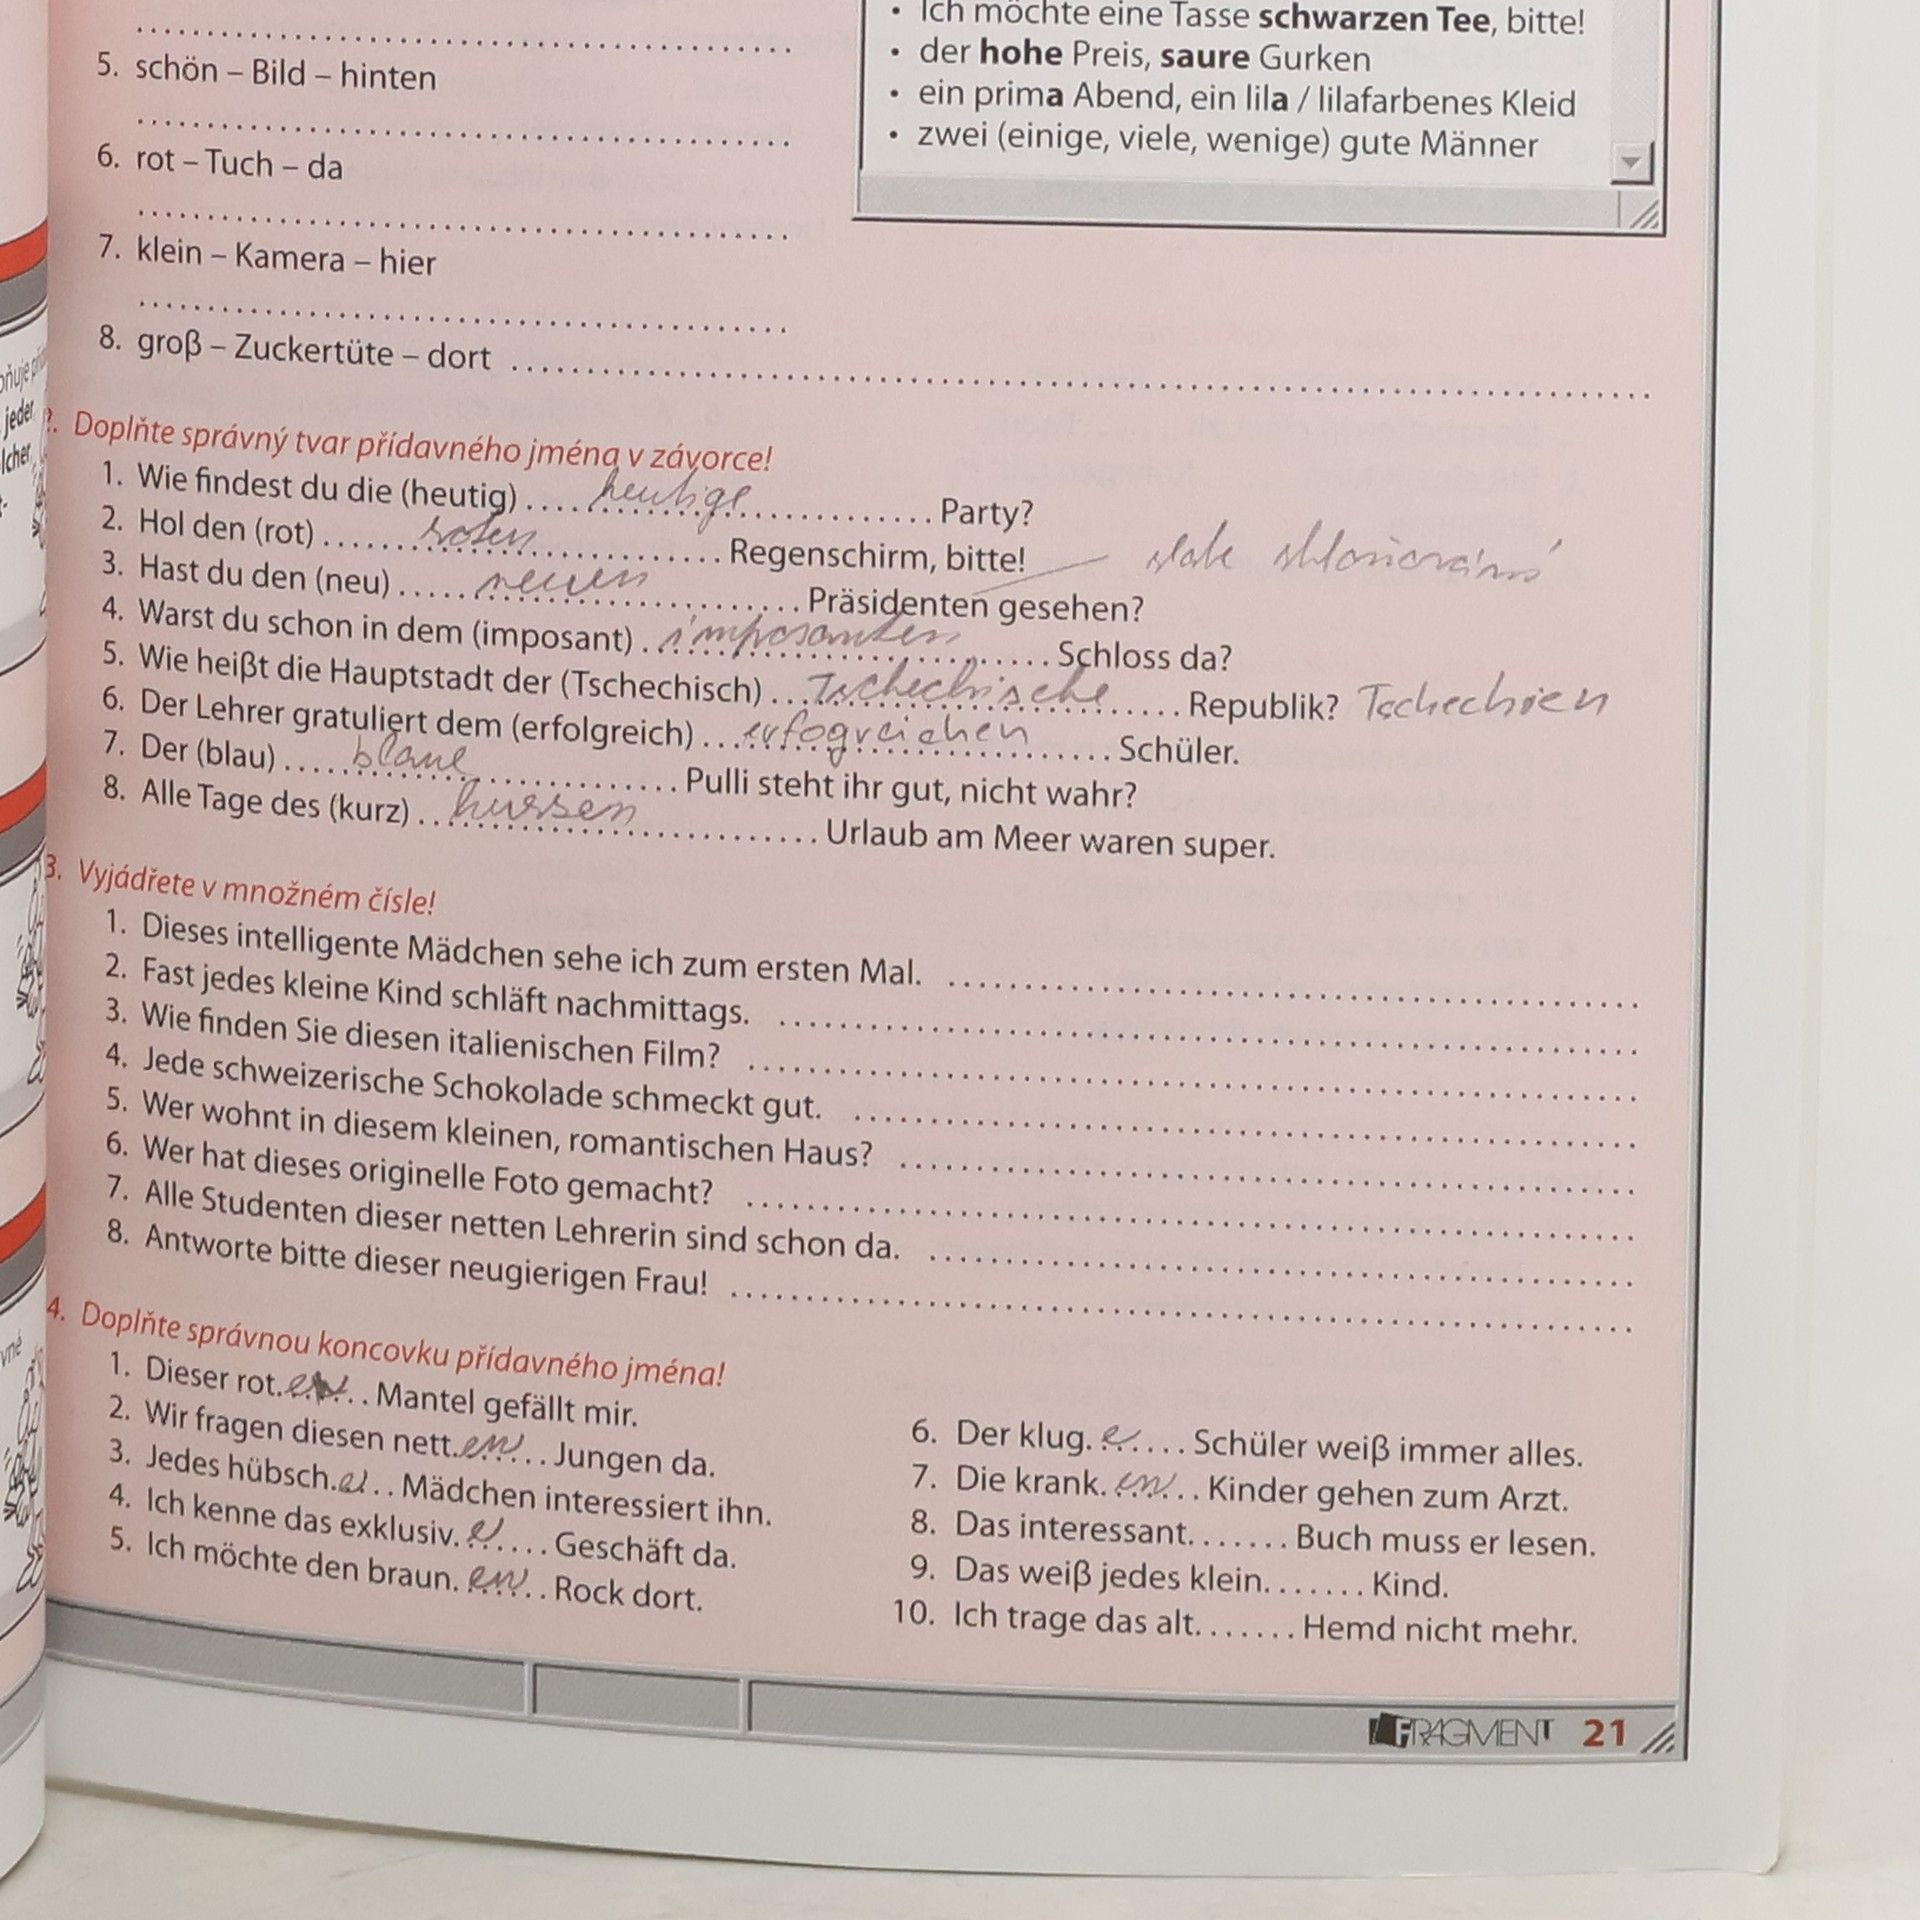 • Ich möchte eine Tasse schwarzen Tee, bitte!
• der hohe Preis, saure Gurken
• ein prima Abend, ein lila / lilafarbenes Kleid
• zwei (einige, viele, wenige) gute Männer
5. schön – Bild – hinten
6. rot – Tuch – da
7. klein – Kamera – hier
8. groß – Zuckertüte – dort
jeder
lcher
Doplňte správný tvar přídavného jména v závorce!
1. Wie findest du die (heutig) heutige Party?
2. Hol den (rot) roten Regenschirm, bitte!
3. Hast du den (neu) neuen Präsidenten gesehen?
4. Warst du schon in dem (imposant) imposanten Schloss da?
5. Wie heißt die Hauptstadt der (Tschechisch) Tschechische Republik? Tschechien
6. Der Lehrer gratuliert dem (erfolgreich) erfogreichen Schüler.
7. Der (blau) blaue Pulli steht ihr gut, nicht wahr?
8. Alle Tage des (kurz) Urlaub am Meer waren super.
3. Vyjádřete v množném čísle!
1. Dieses intelligente Mädchen sehe ich zum ersten Mal.
2. Fast jedes kleine Kind schläft nachmittags.
3. Wie finden Sie diesen italienischen Film?
4. Jede schweizerische Schokolade schmeckt gut.
5. Wer wohnt in diesem kleinen, romantischen Haus?
6. Wer hat dieses originelle Foto gemacht?
7. Alle Studenten dieser netten Lehrerin sind schon da.
8. Antworte bitte dieser neugierigen Frau!
4. Doplňte správnou koncovku přídavného jména!
1. Dieser rot. e Mantel gefällt mir.
2. Wir fragen diesen nett. en Jungen da.
3. Jedes hübsch. e Mädchen interessiert ihn.
4. Ich kenne das exklusiv. e Geschäft da.
5. Ich möchte den braun. en Rock dort.
6. Der klug. e Schüler weiß immer alles.
7. Die krank. en Kinder gehen zum Arzt.
8. Das interessant....... Buch muss er lesen.
9. Das weiß jedes klein....... Kind.
10. Ich trage das alt....... Hemd nicht mehr.
FRAGMENT 21